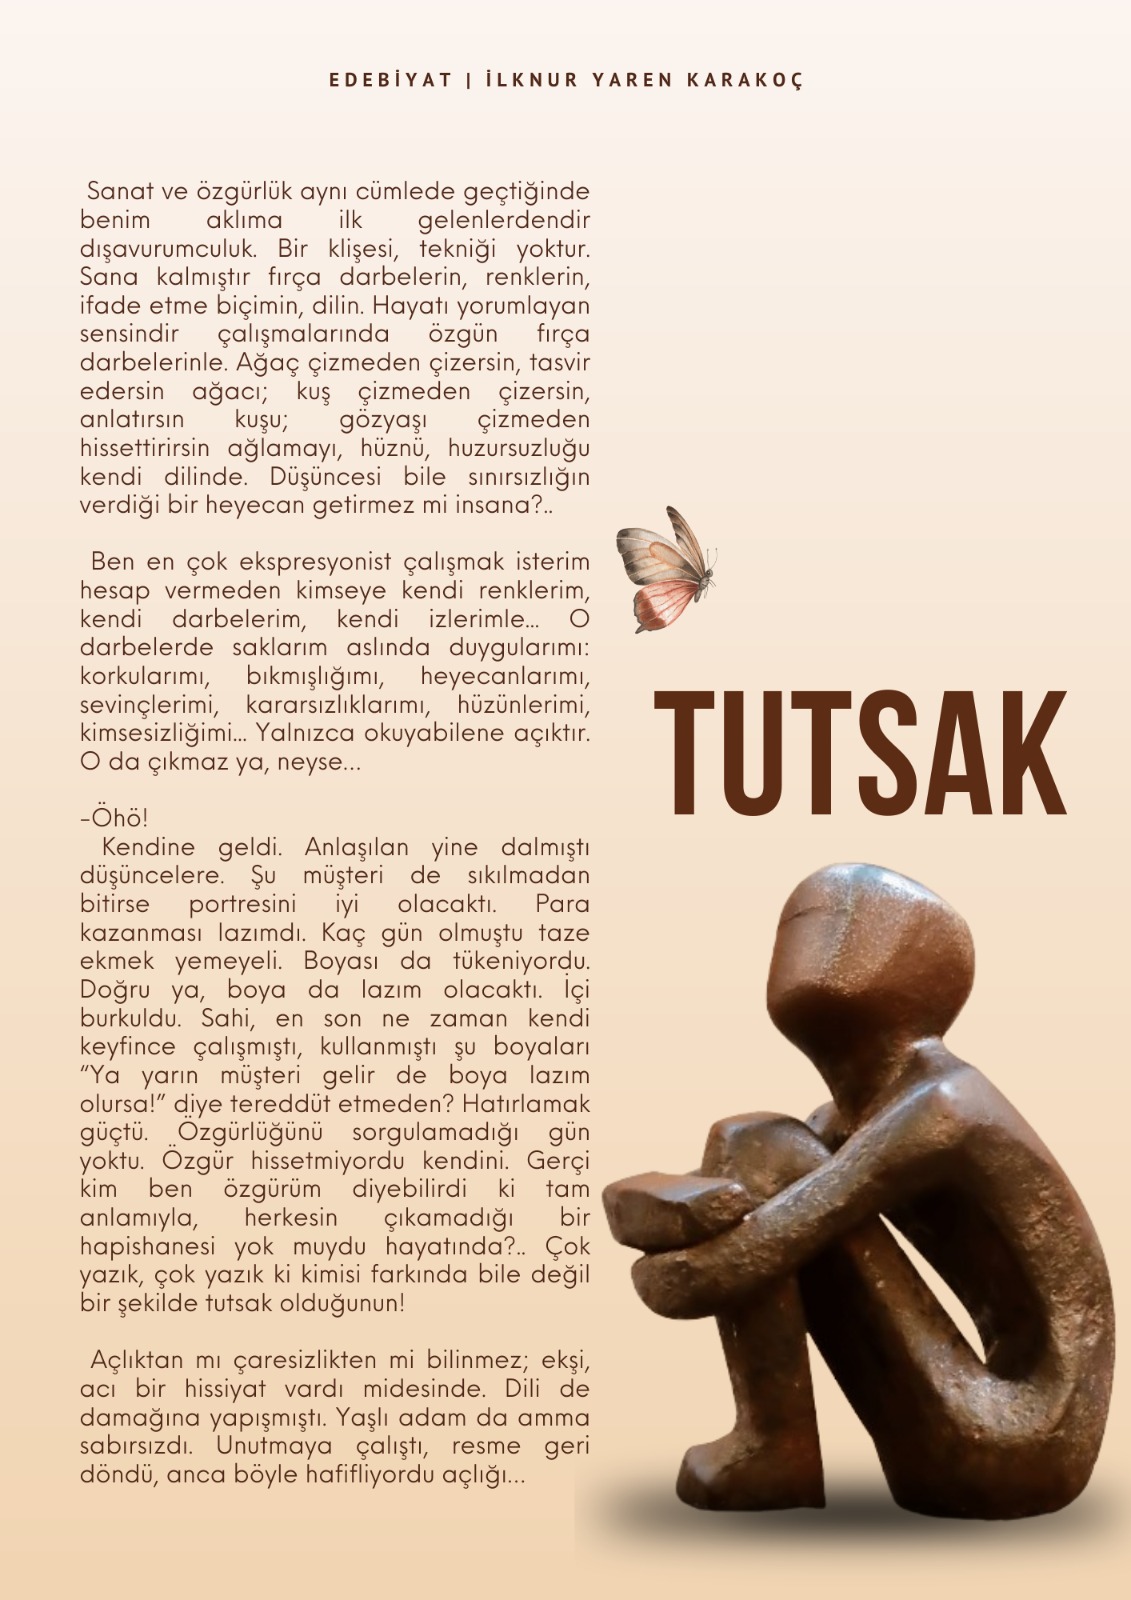 EDEBİYAT | İLKNUR YAREN KARAKOÇ
Sanat ve özgürlük aynı cümlede geçtiğinde
benim aklıma ilk gelenlerdendir
dışavurumculuk. Bir klişesi, tekniği yoktur.
Sana kalmıştır fırça darbelerin, renklerin,
ifade etme biçimin, dilin. Hayatı yorumlayan
sensindir çalışmalarında özgün fırça
darbelerinle. Ağaç çizmeden çizersin, tasvir
edersin ağacı; kuş çizmeden çizersin,
anlatırsın kuşu; gözyaşı çizmeden
hissettirirsin ağlamayı, hüznü, huzursuzluğu
kendi dilinde. Düşüncesi bile sınırsızlığın
verdiği bir heyecan getirmez mi insana?..
Ben en çok ekspresyonist çalışmak isterim
hesap vermeden kimseye kendi renklerim,
kendi darbelerim, kendi izlerimle... O
darbelerde saklarım aslında duygularımı:
korkularımı, bıkmışlığımı, heyecanlarımı,
sevinçlerimi, kararsızlıklarımı, hüzünlerimi,
kimsesizliğimi... Yalnızca okuyabilene açıktır.
O da çıkmaz ya, neyse...
-Öhö!
Kendine geldi. Anlaşılan yine dalmıştı
düşüncelere. Şu müşteri de sıkılmadan
bitirse portresini iyi olacaktı. Para
kazanması lazımdı. Kaç gün olmuştu taze
ekmek yemeyeli. Boyası da tükeniyordu.
Doğru ya, boya da lazım olacaktı. İçi
burkuldu. Sahi, en son ne zaman kendi
keyfince çalışmıştı, kullanmıştı şu boyaları
“Ya yarın müşteri gelir de boya lazım
olursa!” diye tereddüt etmeden? Hatırlamak
güçtü. Özgürlüğünü sorgulamadığı gün
yoktu. Özgür hissetmiyordu kendini. Gerçi
kim ben özgürüm diyebilirdi ki tam
anlamıyla, herkesin çıkamadığı bir
hapishanesi yok muydu hayatında?.. Çok
yazık, çok yazık ki kimisi farkında bile değil
bir şekilde tutsak olduğunun!
Açlıktan mı çaresizlikten mi bilinmez; ekşi,
acı bir hissiyat vardı midesinde. Dili de
damağına yapışmıştı. Yaşlı adam da amma
sabırsızdı. Unutmaya çalıştı, resme geri
döndü, anca böyle hafifliyordu açlığı...
TUTSAK